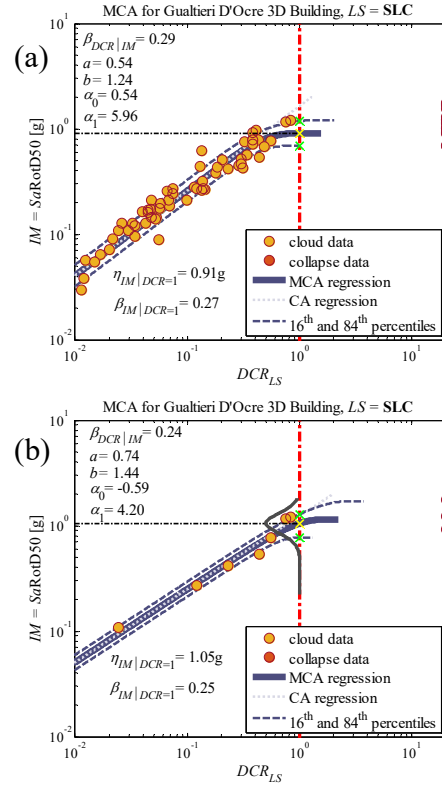 (a)
MCA for Gualtieri D'Ocre 3D Building, LS = SLC
β_DCR|IM = 0.29
a = 0.54
b = 1.24
α_0 = 0.54
α_1 = 5.96
10^1
10^0
10^-1
10^-2
IM = SaRotD50 [g]
η_IM|DCR=1 = 0.91g
β_IM|DCR=1 = 0.27
cloud data
collapse data
MCA regression
CA regression
16th and 84th percentiles
10^-2 10^-1 10^0 10^1
DCR_LS
(b)
MCA for Gualtieri D'Ocre 3D Building, LS = SLC
β_DCR|IM = 0.24
a = 0.74
b = 1.44
α_0 = -0.59
α_1 = 4.20
10^1
10^0
10^-1
10^-2
IM = SaRotD50 [g]
η_IM|DCR=1 = 1.05g
β_IM|DCR=1 = 0.25
cloud data
collapse data
MCA regression
CA regression
16th and 84th percentiles
10^-2 10^-1 10^0 10^1
DCR_LS